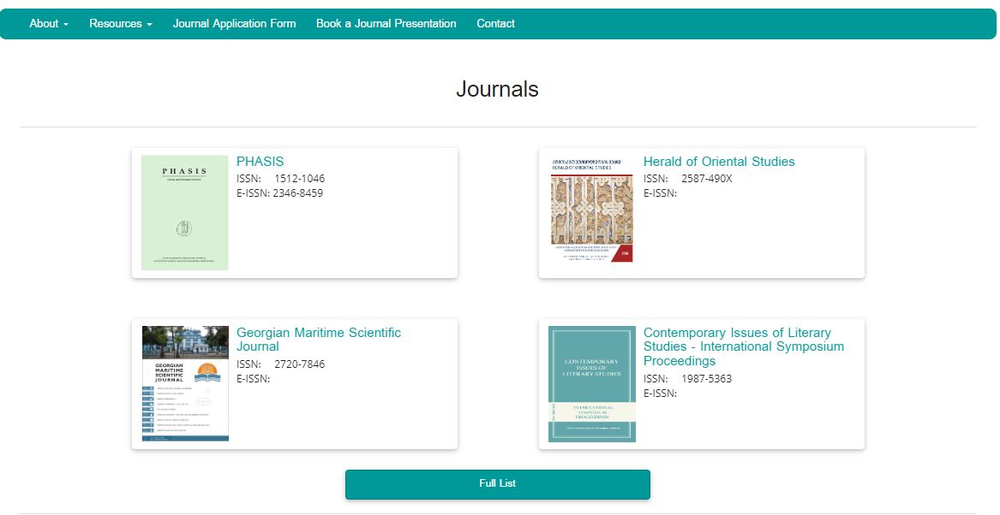 About
Resources
Journal Application Form
Book a Journal Presentation
Contact
Journals
PHASIS
PHASIS
ISSN: 1512-1046
E-ISSN: 2346-8459
HERALD OF ORIENTAL STUDIES
Herald of Oriental Studies
ISSN: 2587-490X
E-ISSN:
GEORGIAN
MARITIME
SCIENTIFIC
JOURNAL
Georgian Maritime Scientific
Journal
ISSN: 2720-7846
E-ISSN:
CONTEMPORARY
ISSUES OF
LITERARY STUDIES
INTERNATIONAL
SYMPOSIUM
PROCEEDINGS
Contemporary Issues of Literary
Studies - International Symposium
Proceedings
ISSN: 1987-5363
E-ISSN:
Full List